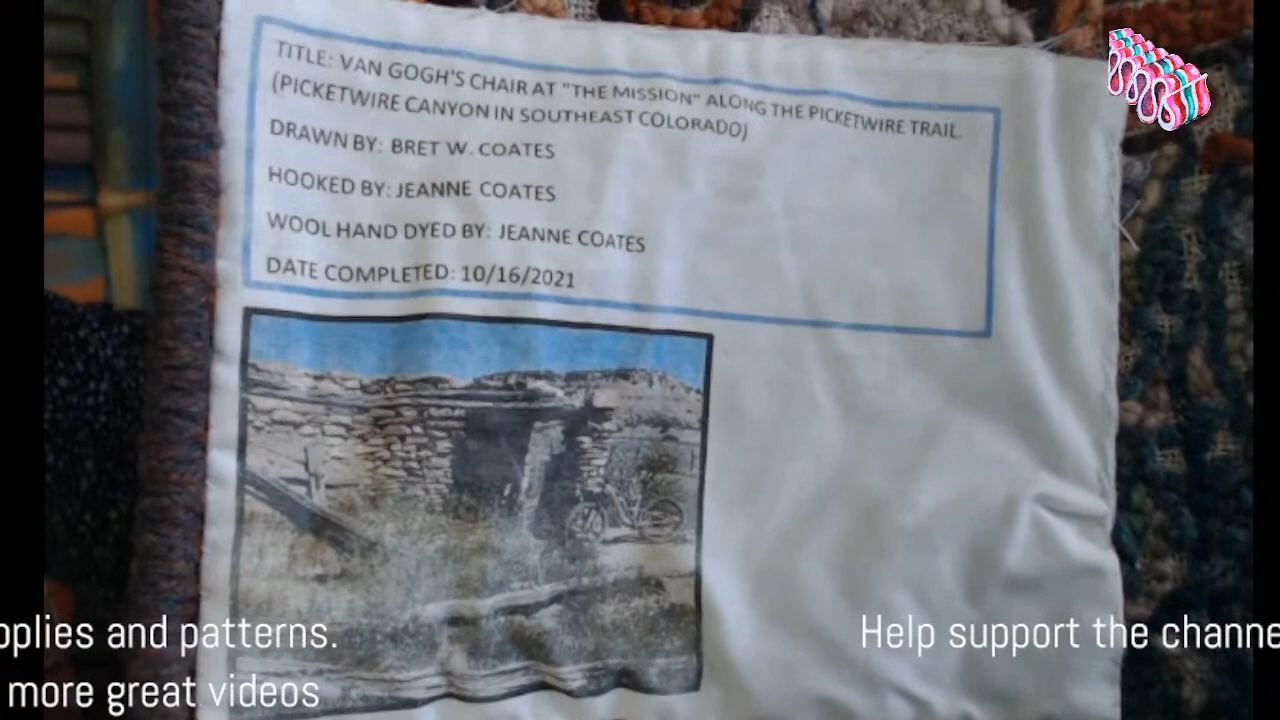 TITLE: VAN GOGH'S CHAIR AT "THE MISSION" ALONG THE PICKETWIRE TRAIL.
(PICKETWIRE CANYON IN SOUTHEAST COLORADO)
DRAWN BY: BRET W. COATES
HOOKED BY: JEANNE COATES
WOOL HAND DYED BY: JEANNE COATES
DATE COMPLETED: 10/16/2021
pplies and patterns.
Help support the channe
more great videos